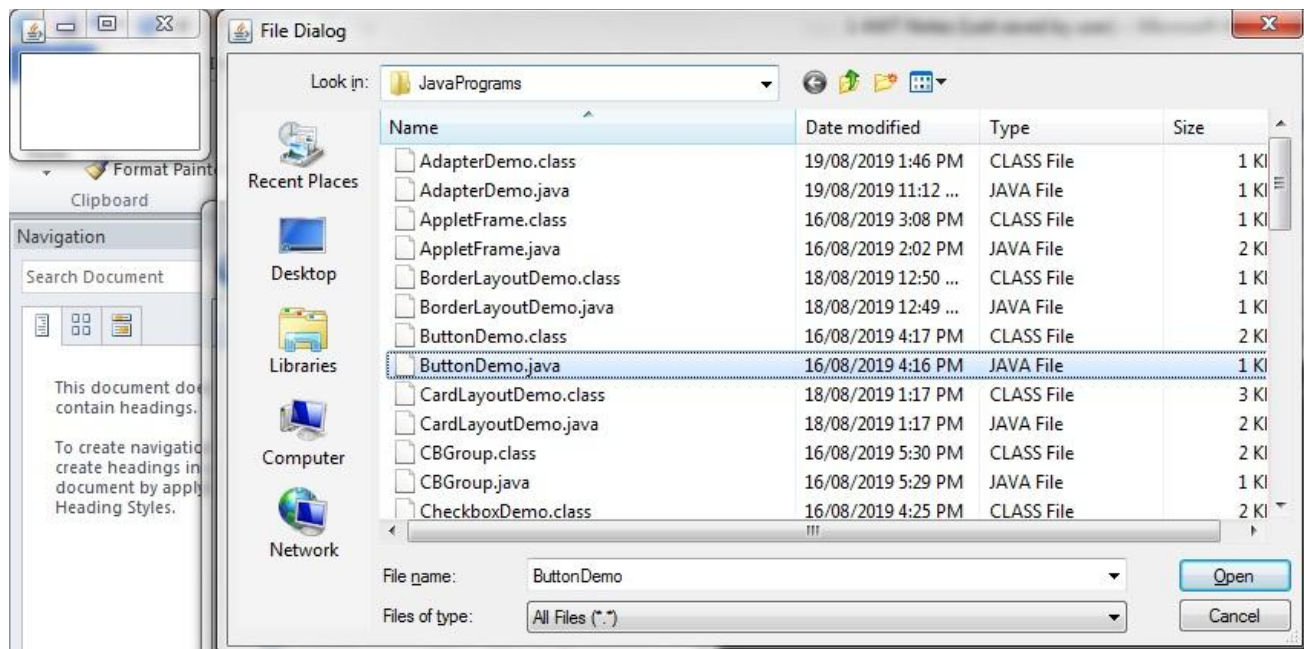 File Dialog
Format Paint
Clipboard
Navigation
Search Document
This document doe
contain headings.
To create navigatio
create headings in
document by apply
Heading Styles.
Look in: JavaPrograms
Recent Places
Desktop
Libraries
Computer
Network
Name Date modified Type Size
AdapterDemo.class 19/08/2019 1:46 PM CLASS File 1 KI
AdapterDemo.java 19/08/2019 11:12 ... JAVA File 1 KI
AppletFrame.class 16/08/2019 3:08 PM CLASS File 1 KI
AppletFrame.java 16/08/2019 2:02 PM JAVA File 2 KI
BorderLayoutDemo.class 18/08/2019 12:50 ... CLASS File 1 KI
BorderLayoutDemo.java 18/08/2019 12:49 ... JAVA File 1 KI
ButtonDemo.class 16/08/2019 4:17 PM CLASS File 2 KI
ButtonDemo.java 16/08/2019 4:16 PM JAVA File 1 KI
CardLayoutDemo.class 18/08/2019 1:17 PM CLASS File 3 KI
CardLayoutDemo.java 18/08/2019 1:17 PM JAVA File 2 KI
CBGroup.class 16/08/2019 5:30 PM CLASS File 2 KI
CBGroup.java 16/08/2019 5:29 PM JAVA File 1 KI
CheckboxDemo.class 16/08/2019 4:25 PM CLASS File 2 KI
File name: ButtonDemo Open
Files of type: All Files (*.*) Cancel